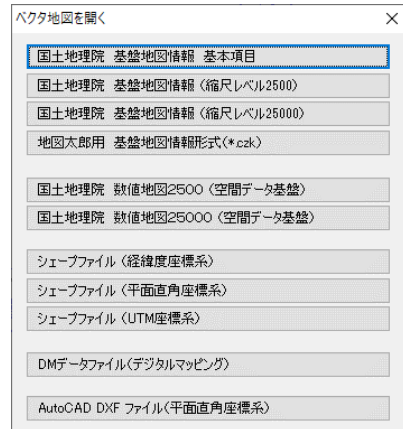 ベクタ地図を開く
国土地理院 基盤地図情報 基本項目
国土地理院 基盤地図情報 (縮尺レベル2500)
国土地理院 基盤地図情報 (縮尺レベル25000)
地図太郎用 基盤地図情報形式(*.czk)
国土地理院 数値地図2500 (空間データ基盤)
国土地理院 数値地図25000 (空間データ基盤)
シェープファイル (経緯度座標系)
シェープファイル (平面直角座標系)
シェープファイル (UTM座標系)
DMデータファイル(デジタルマッピング)
AutoCAD DXF ファイル(平面直角座標系)